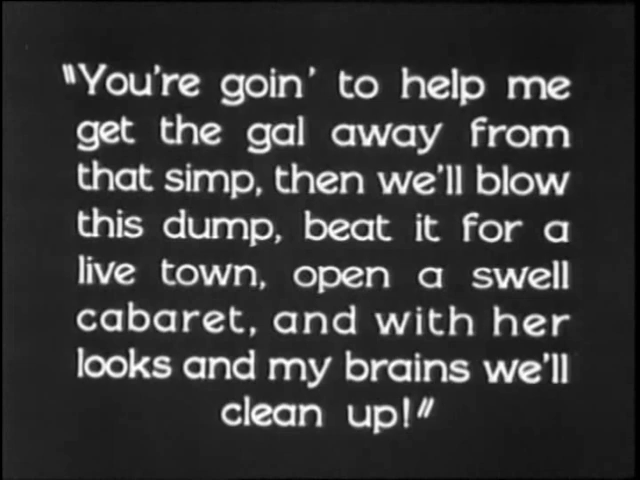 "You're goin' to help me
get the gal away from
that simp, then we'll blow
this dump, beat it for a
live town, open a swell
cabaret, and with her
looks and my brains we'll
clean up!"